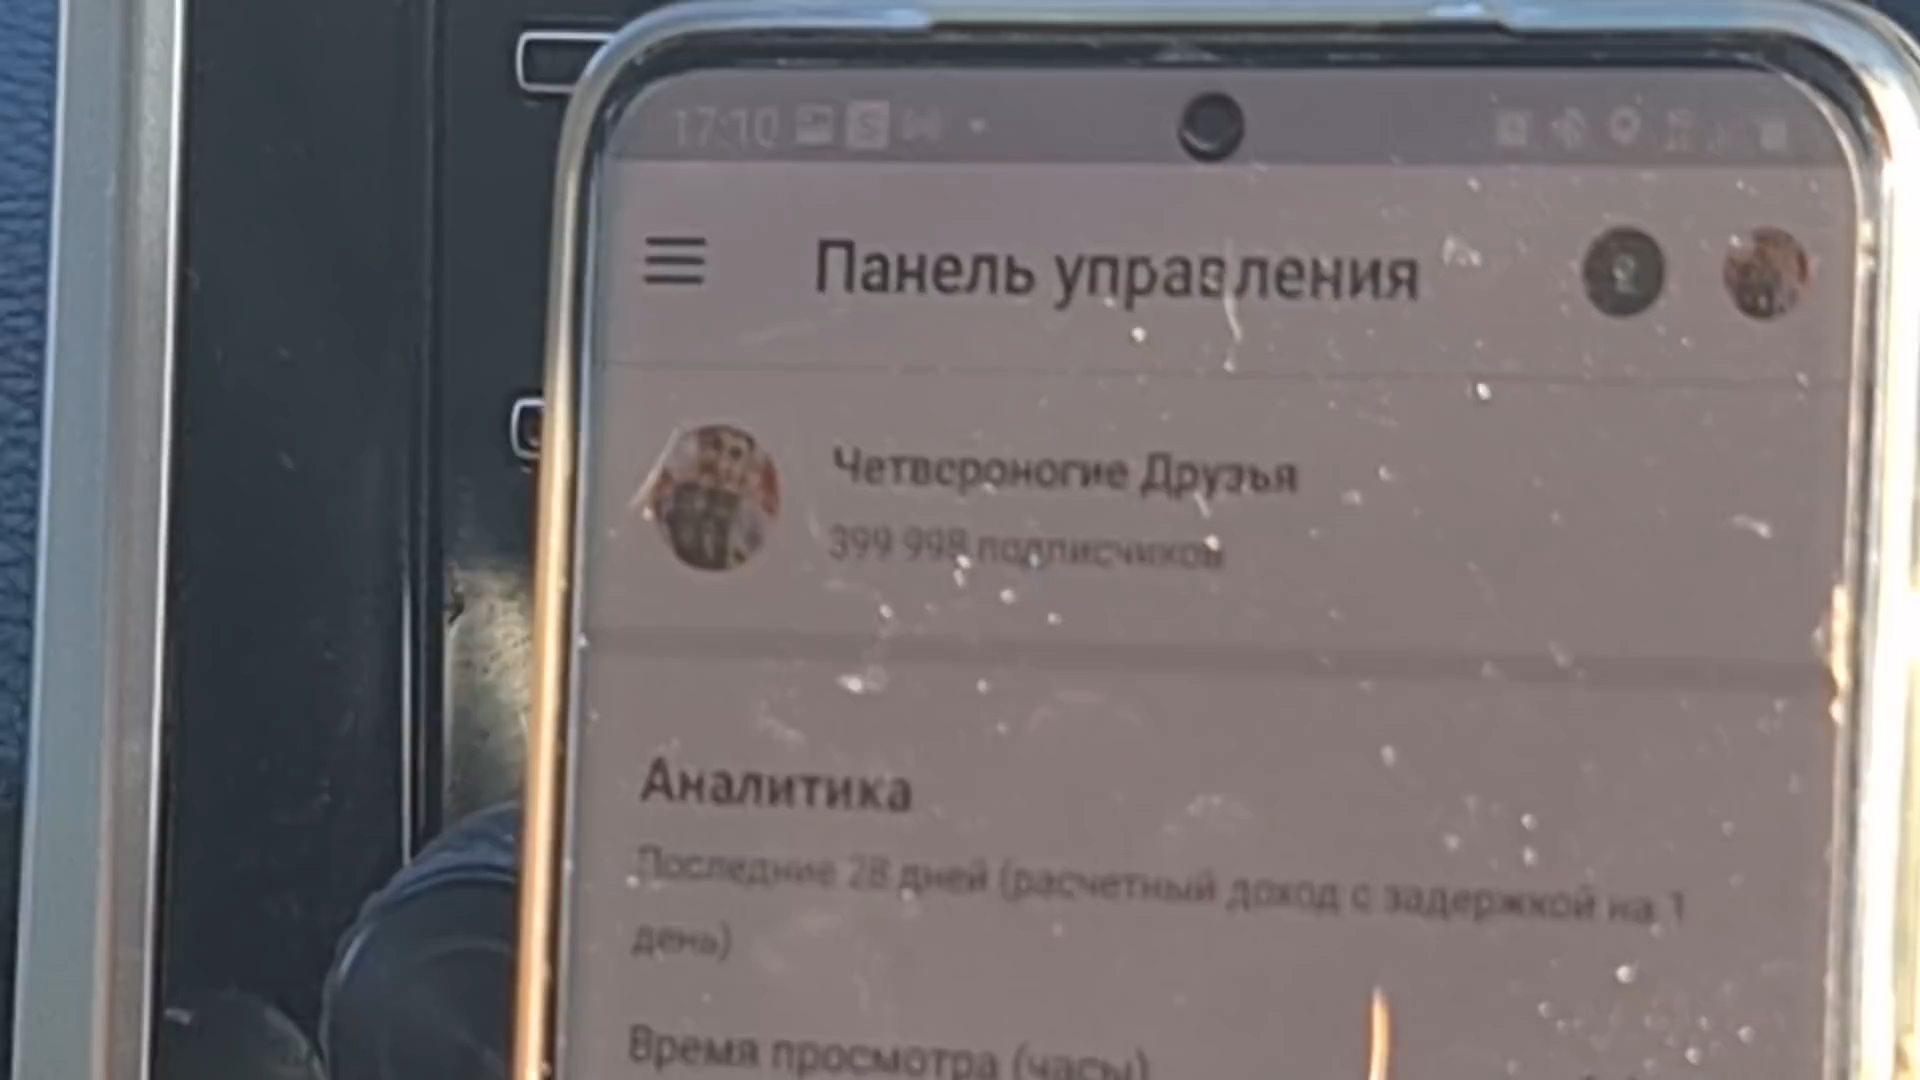 17:10
Панель управления
Четвероногие Друзья
399 998 подписчиков
Аналитика
Последние 28 дней (расчетный доход с задержкой на 1
день)
Время просмотра (часы)